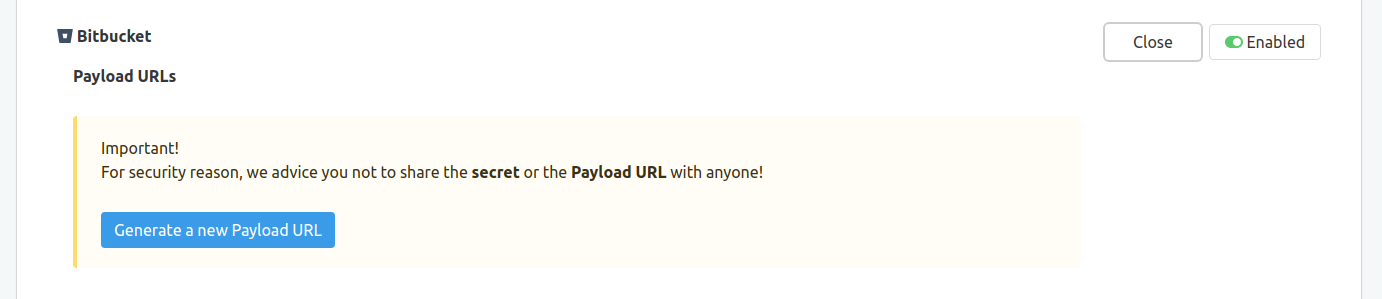 Bitbucket
Close
Enabled
Payload URLs
Important!
For security reason, we advice you not to share the secret or the Payload URL with anyone!
Generate a new Payload URL